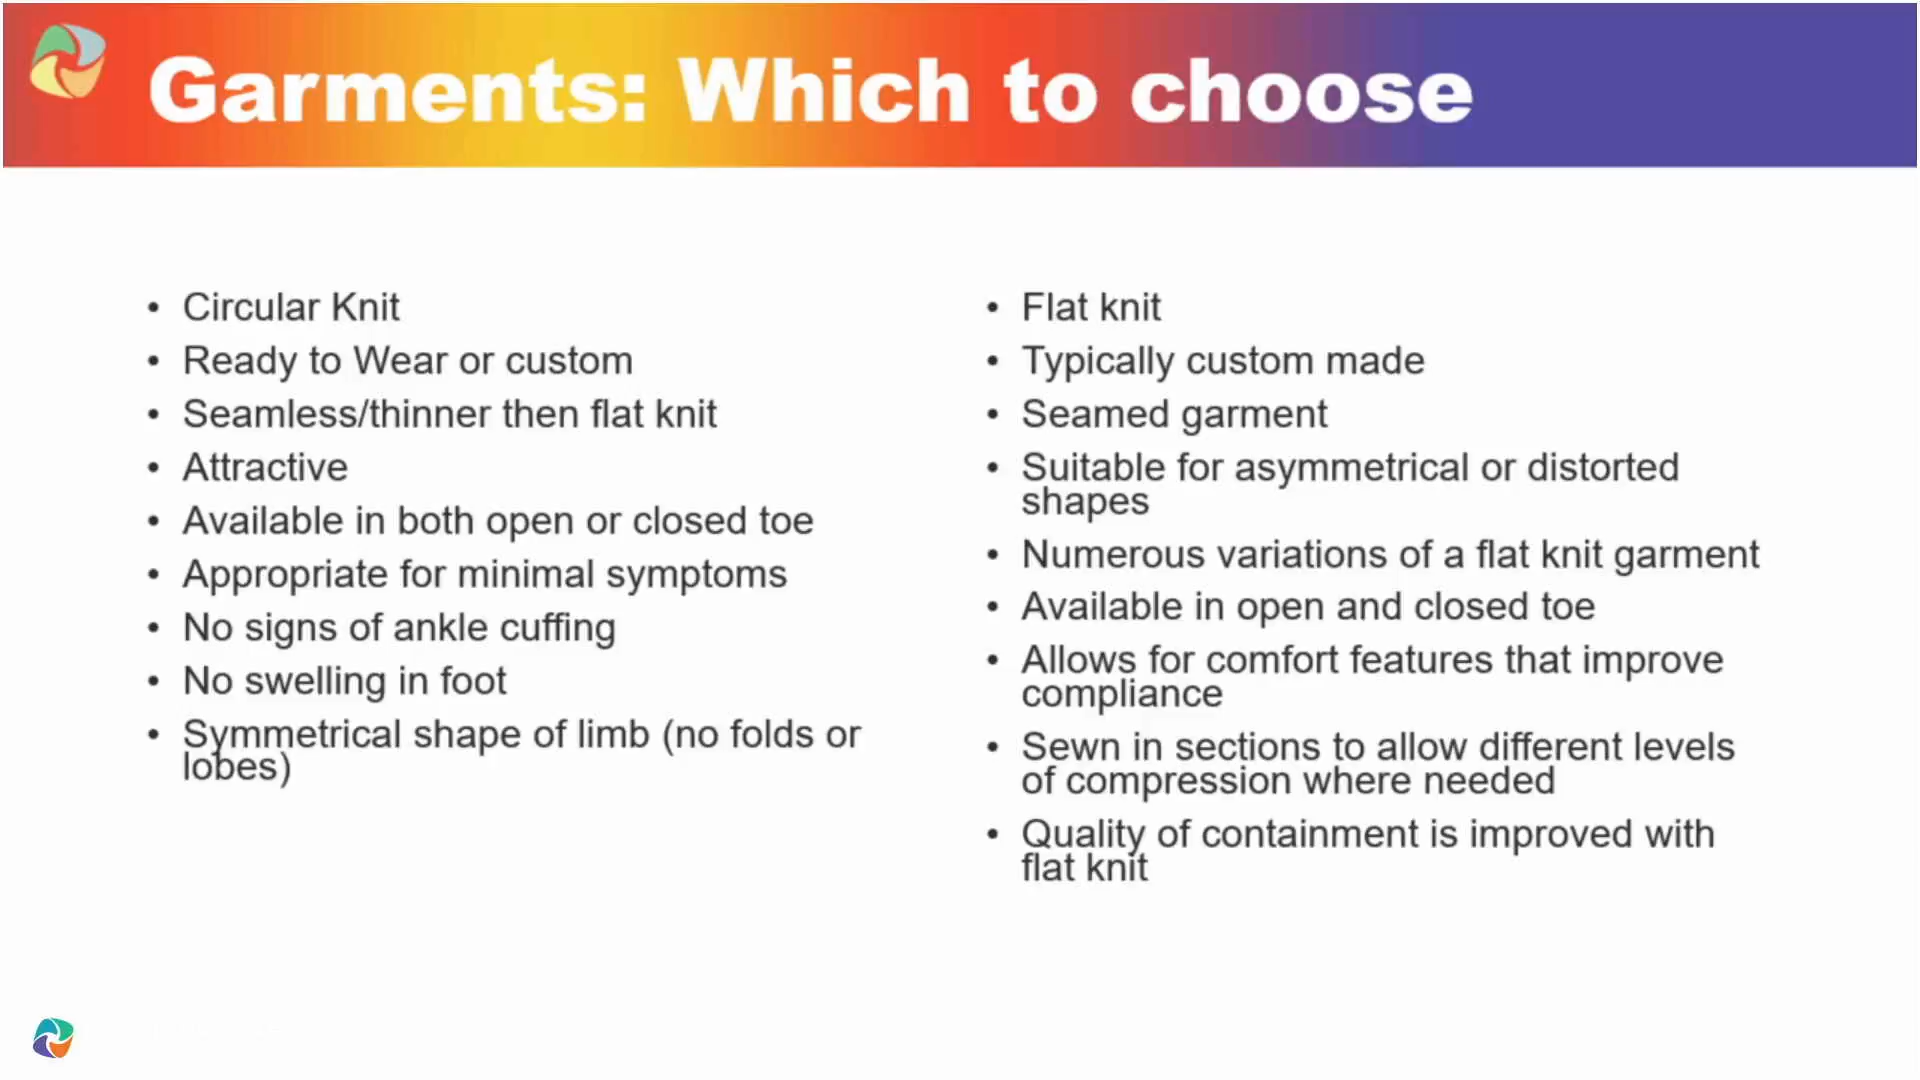 Garments: Which to choose
• Circular Knit
• Ready to Wear or custom
• Seamless/thinner then flat knit
• Attractive
• Available in both open or closed toe
• Appropriate for minimal symptoms
• No signs of ankle cuffing
• No swelling in foot
• Symmetrical shape of limb (no folds or
lobes)
• Flat knit
• Typically custom made
• Seamed garment
• Suitable for asymmetrical or distorted
shapes
• Numerous variations of a flat knit garment
• Available in open and closed toe
• Allows for comfort features that improve
compliance
• Sewn in sections to allow different levels
of compression where needed
• Quality of containment is improved with
flat knit